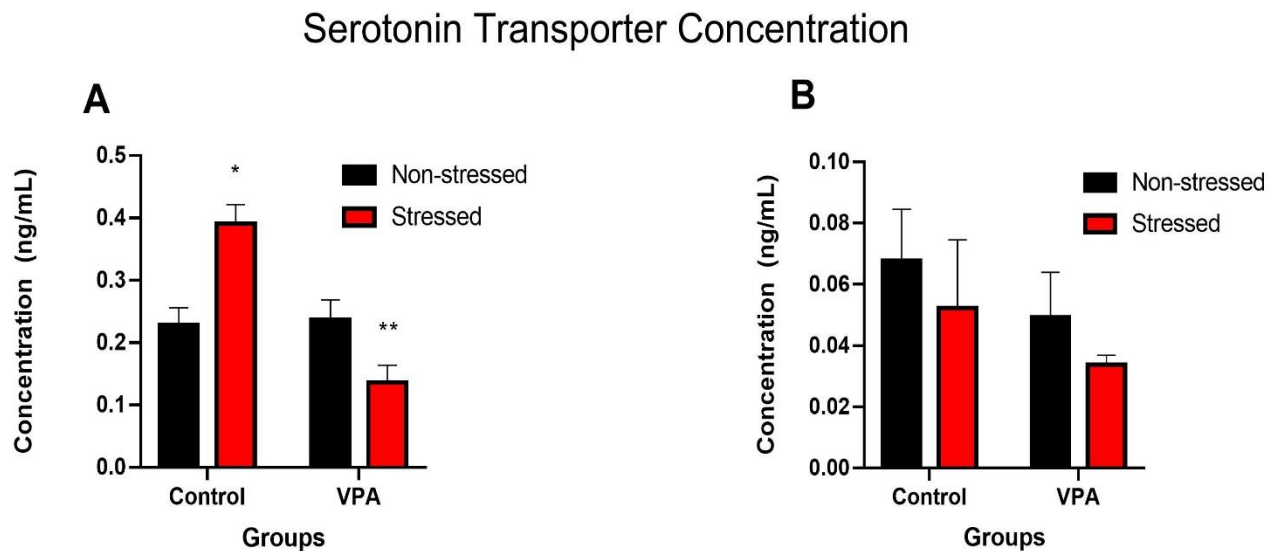 Serotonin Transporter Concentration
A
Concentration (ng/mL)
0.5
0.4
0.3
0.2
0.1
0.0
*
**
Non-stressed
Stressed
Control VPA
Groups
B
Concentration (ng/mL)
0.10
0.08
0.06
0.04
0.02
0.00
Non-stressed
Stressed
Control VPA
Groups